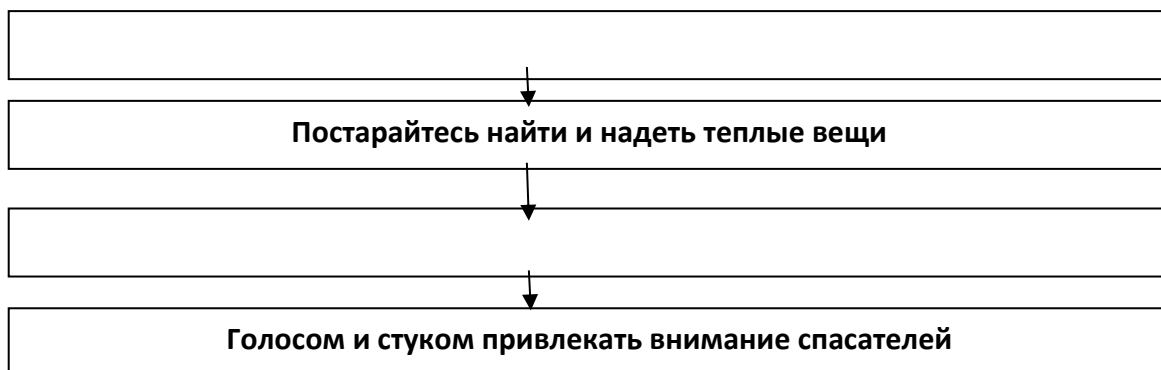 Постарайтесь найти и надеть теплые вещи
Голосом и стуком привлекать внимание спасателей